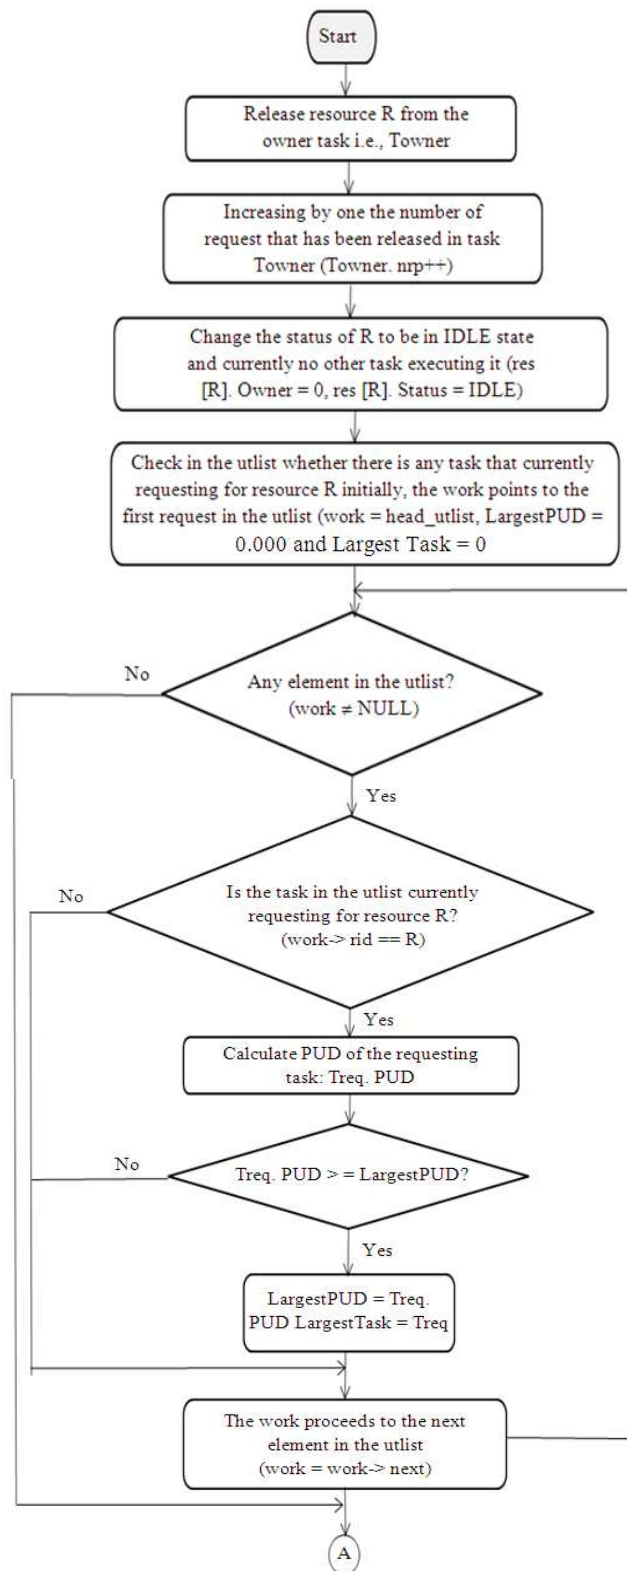 Start
Release resource R from the
owner task i.e., Towner
Increasing by one the number of
request that has been released in task
Towner (Towner. nrp++)
Change the status of R to be in IDLE state
and currently no other task executing it (res
[R]. Owner = 0, res [R]. Status = IDLE)
Check in the utlist whether there is any task that currently
requesting for resource R initially, the work points to the
first request in the utlist (work = head_utlist, LargestPUD =
0.000 and Largest Task = 0
No
Any element in the utlist?
(work ≠ NULL)
Yes
No
Is the task in the utlist currently
requesting for resource R?
(work-> rid == R)
Yes
Calculate PUD of the requesting
task: Treq. PUD
No
Treq. PUD > = LargestPUD?
Yes
LargestPUD = Treq.
PUD LargestTask = Treq
The work proceeds to the next
element in the utlist
(work = work-> next)
A